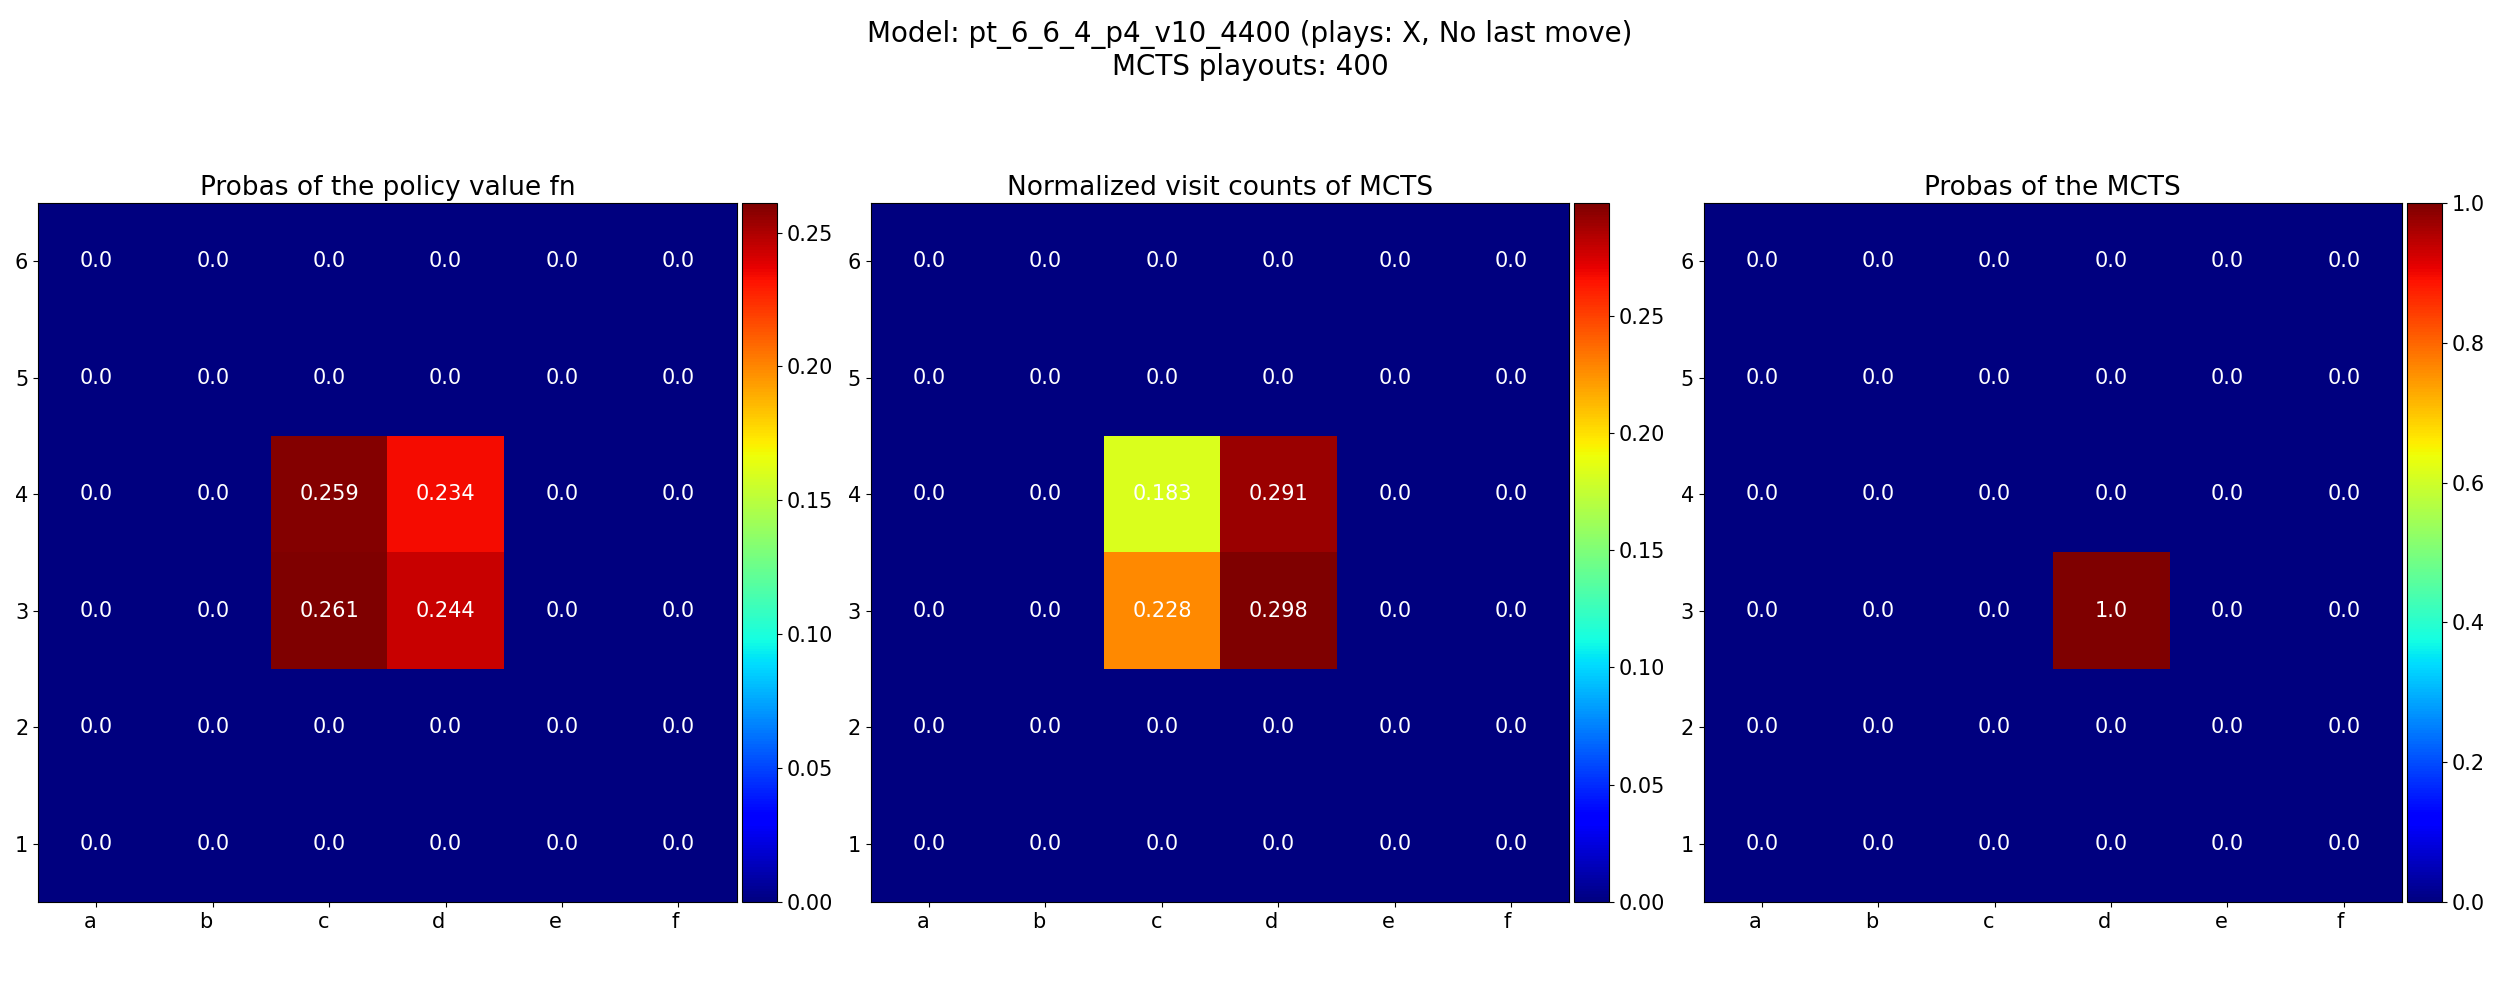 Model: pt_6_6_4_p4_v10_4400 (plays: X, No last move)
MCTS playouts: 400
Probas of the policy value fn
6 0.0 0.0 0.0 0.0 0.0 0.0
5 0.0 0.0 0.0 0.0 0.0 0.0
4 0.0 0.0 0.259 0.234 0.0 0.0
3 0.0 0.0 0.261 0.244 0.0 0.0
2 0.0 0.0 0.0 0.0 0.0 0.0
1 0.0 0.0 0.0 0.0 0.0 0.0
a b c d e f
0.25
0.20
0.15
0.10
0.05
0.00
Normalized visit counts of MCTS
6 0.0 0.0 0.0 0.0 0.0 0.0
5 0.0 0.0 0.0 0.0 0.0 0.0
4 0.0 0.0 0.183 0.291 0.0 0.0
3 0.0 0.0 0.228 0.298 0.0 0.0
2 0.0 0.0 0.0 0.0 0.0 0.0
1 0.0 0.0 0.0 0.0 0.0 0.0
a b c d e f
0.25
0.20
0.15
0.10
0.05
0.00
Probas of the MCTS
6 0.0 0.0 0.0 0.0 0.0 0.0
5 0.0 0.0 0.0 0.0 0.0 0.0
4 0.0 0.0 0.0 0.0 0.0 0.0
3 0.0 0.0 0.0 1.0 0.0 0.0
2 0.0 0.0 0.0 0.0 0.0 0.0
1 0.0 0.0 0.0 0.0 0.0 0.0
a b c d e f
1.0
0.8
0.6
0.4
0.2
0.0